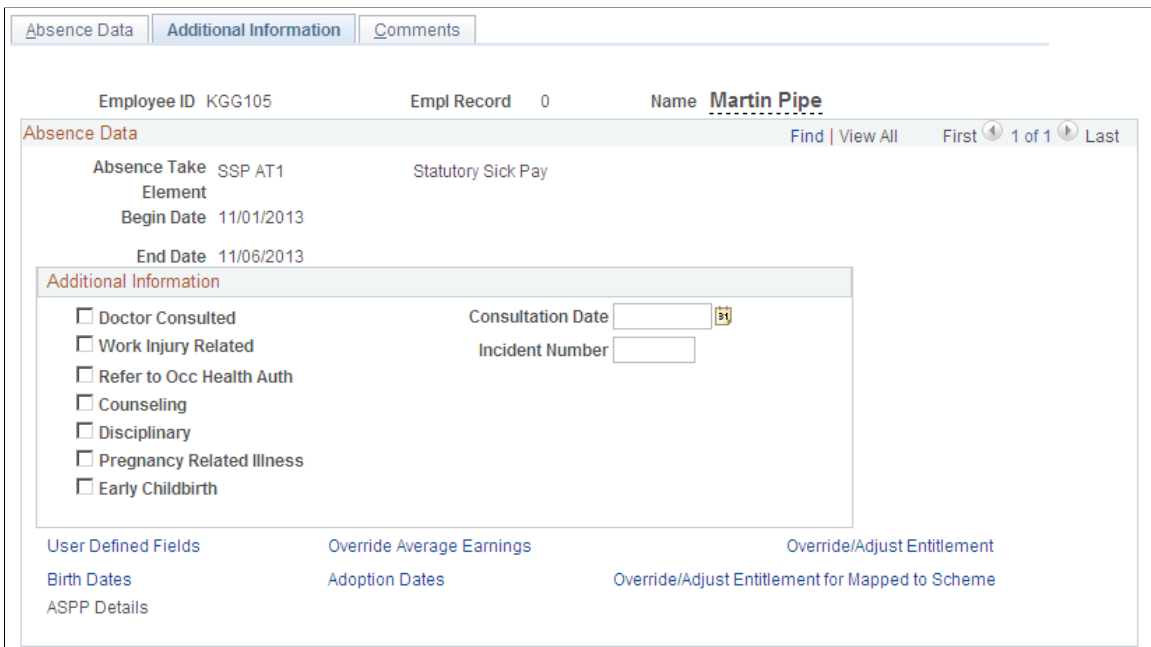 Absence Data Additional Information Comments
Employee ID KGG105 Empl Record 0 Name Martin Pipe
Absence Data Find | View All First 1 of 1 Last
Absence Take Element SSP AT1 Statutory Sick Pay
Begin Date 11/01/2013
End Date 11/06/2013
Additional Information
Doctor Consulted Consultation Date 31
Work Injury Related Incident Number
Refer to Occ Health Auth
Counseling
Disciplinary
Pregnancy Related Illness
Early Childbirth
User Defined Fields Override Average Earnings Override/Adjust Entitlement
Birth Dates Adoption Dates Override/Adjust Entitlement for Mapped to Scheme
ASPP Details